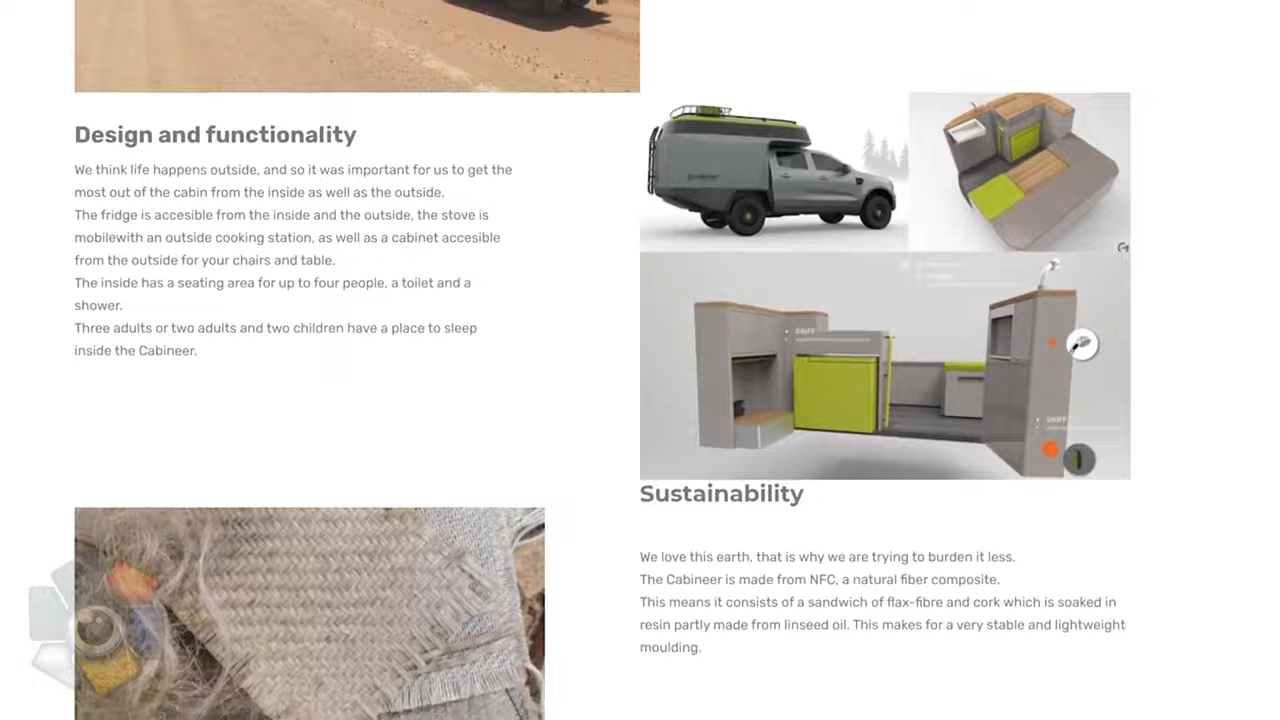 Design and functionality
We think life happens outside, and so it was important for us to get the
most out of the cabin from the inside as well as the outside.
The fridge is accesible from the inside and the outside, the stove is
mobilewith an outside cooking station, as well as a cabinet accesible
from the outside for your chairs and table.
The inside has a seating area for up to four people, a toilet and a
shower.
Three adults or two adults and two children have a place to sleep
inside the Cabineer.
Sustainability
We love this earth, that is why we are trying to burden it less.
The Cabineer is made from NFC, a natural fiber composite.
This means it consists of a sandwich of flax-fibre and cork which is soaked in
resin partly made from linseed oil. This makes for a very stable and lightweight
moulding.